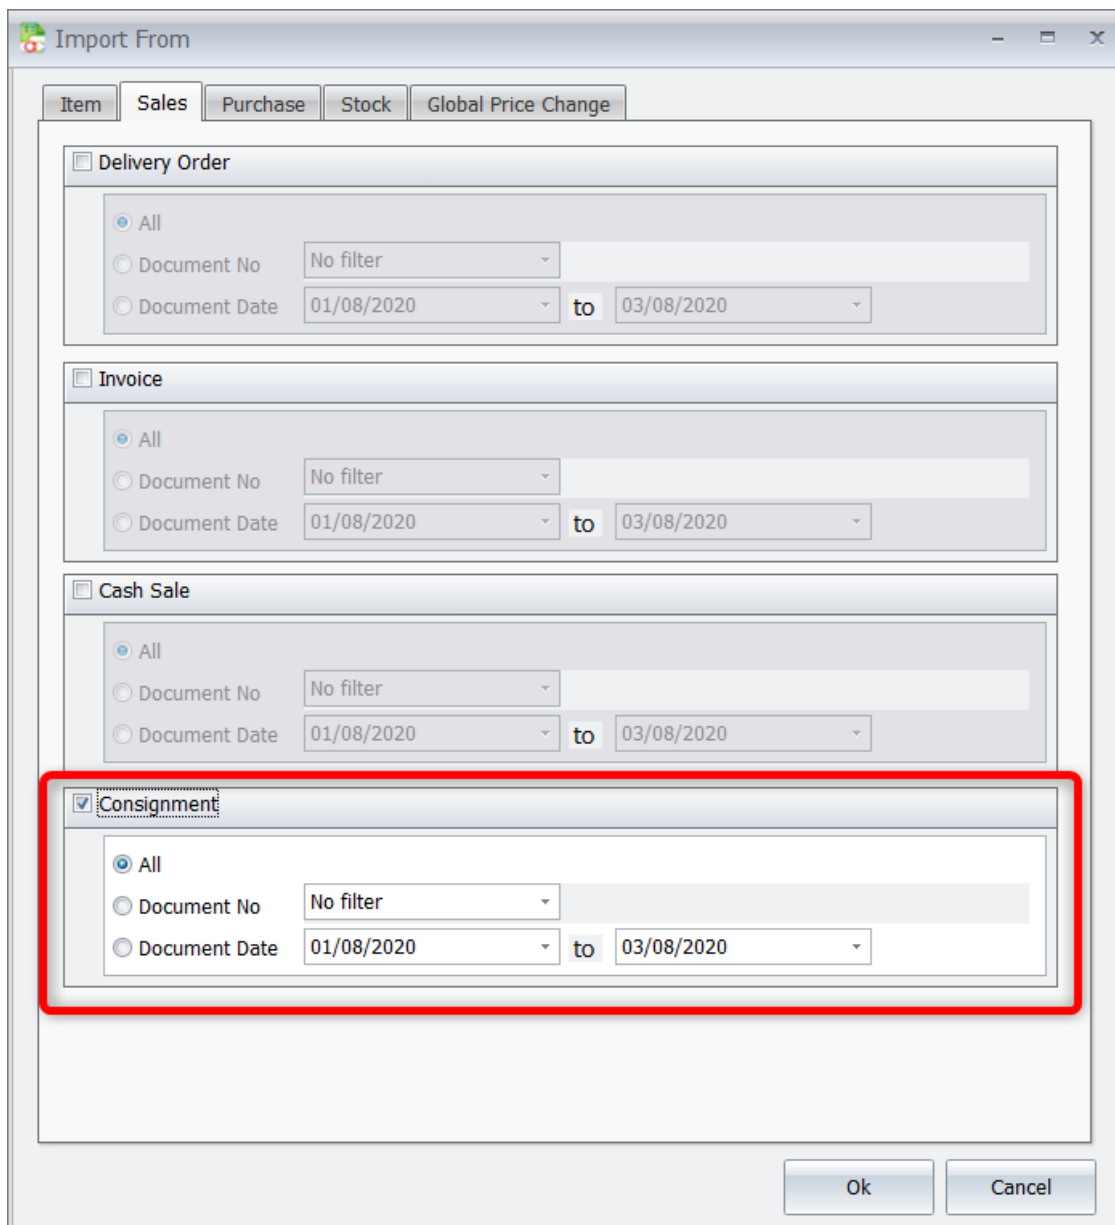 Import From
Item Sales Purchase Stock Global Price Change
Delivery Order
All
Document No No filter
Document Date 01/08/2020 to 03/08/2020
Invoice
All
Document No No filter
Document Date 01/08/2020 to 03/08/2020
Cash Sale
All
Document No No filter
Document Date 01/08/2020 to 03/08/2020
Consignment
All
Document No No filter
Document Date 01/08/2020 to 03/08/2020
Ok Cancel